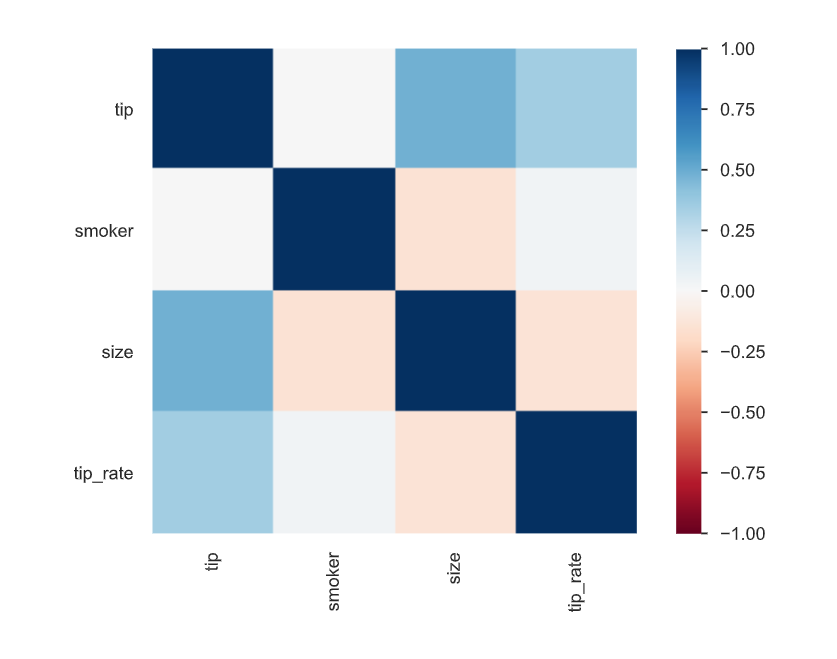 tip
smoker
size
tip_rate
tip
smoker
size
tip_rate
1.00
0.75
0.50
0.25
0.00
−0.25
−0.50
−0.75
−1.00